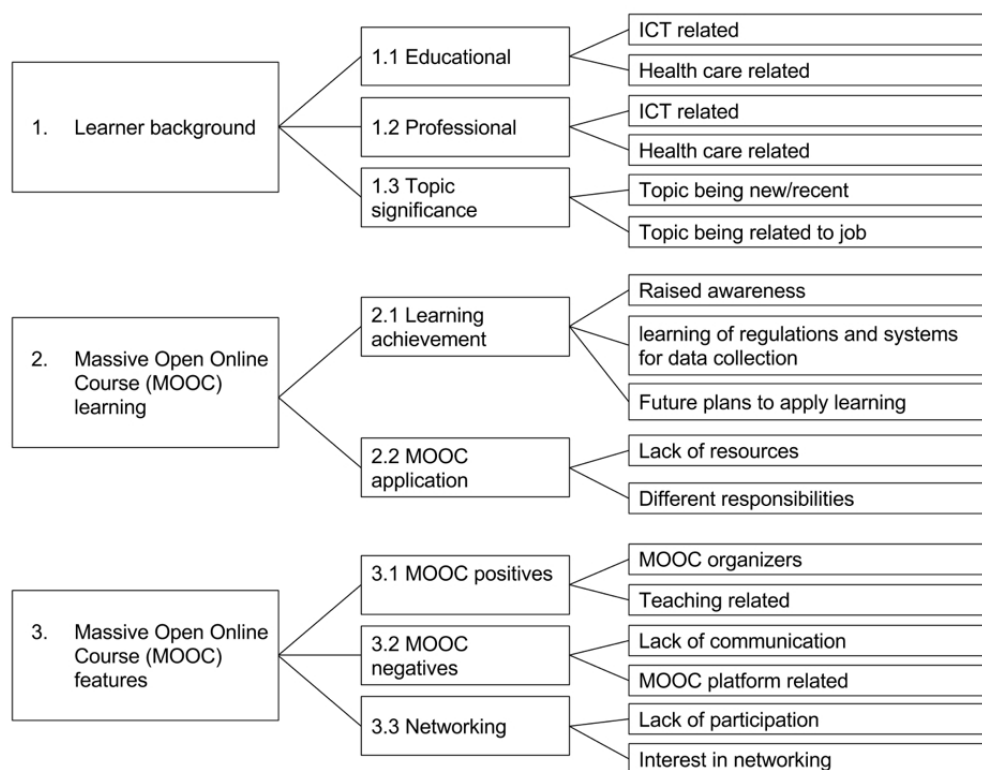 1. Learner background
1.1 Educational
ICT related
Health care related
1.2 Professional
ICT related
Health care related
1.3 Topic
significance
Topic being new/recent
Topic being related to job
2. Massive Open Online
Course (MOOC)
learning
2.1 Learning
achievement
Raised awareness
learning of regulations and systems
for data collection
Future plans to apply learning
2.2 MOOC
application
Lack of resources
Different responsibilities
3. Massive Open Online
Course (MOOC)
features
3.1 MOOC positives
MOOC organizers
Teaching related
3.2 MOOC
negatives
Lack of communication
MOOC platform related
3.3 Networking
Lack of participation
Interest in networking